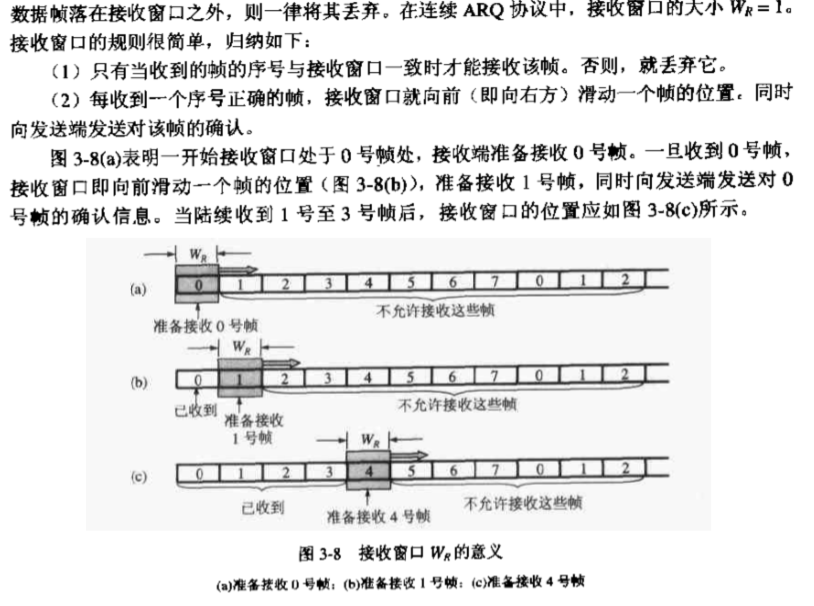 数据帧落在接收窗口之外，则一律将其丢弃。在连续 ARQ 协议中，接收窗口的大小 W_R = 1。
接收窗口的规则很简单，归纳如下：
（1）只有当收到的帧的序号与接收窗口一致时才能接收该帧。否则，就丢弃它。
（2）每收到一个序号正确的帧，接收窗口就向前（即向右方）滑动一个帧的位置。同时
向发送端发送对该帧的确认。
图 3-8(a)表明一开始接收窗口处于 0 号帧处，接收端准备接收 0 号帧。一旦收到 0 号帧，
接收窗口即向前滑动一个帧的位置（图 3-8(b)），准备接收 1 号帧，同时向发送端发送对 0
号帧的确认信息。当陆续收到 1 号至 3 号帧后，接收窗口的位置应如图 3-8(c)所示。
W_R
(a) 0 1 2 3 4 5 6 7 0 1 2
不允许接收这些帧
准备接收 0 号帧
W_R
(b) 0 1 2 3 4 5 6 7 0 1 2
已收到
准备接收
1 号帧
不允许接收这些帧
W_R
(c) 0 1 2 3 4 5 6 7 0 1 2
已收到
准备接收 4 号帧
不允许接收这些帧
图 3-8 接收窗口 W_R 的意义
(a)准备接收 0 号帧；(b)准备接收 1 号帧；(c)准备接收 4 号帧